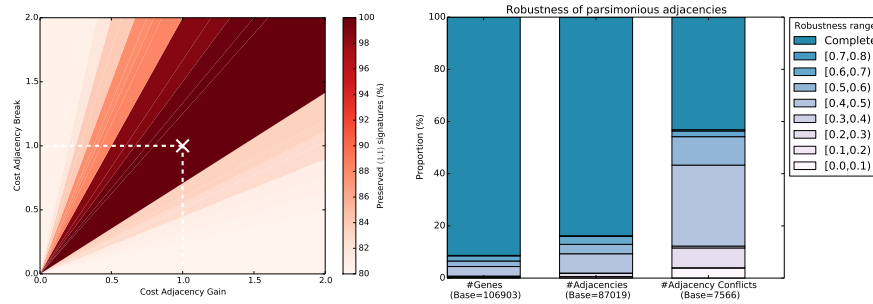 2.0
1.5
1.0
0.5
0.0
0.0
0.5
1.0
1.5
2.0
Cost Adjacency Break
Cost Adjacency Gain
100
98
96
94
92
90
88
86
84
82
80
Preserved (1,1) signatures (%)
Robustness of parsimonious adjacencies
100
80
60
40
20
0
Proportion (%)
#Genes
(Base=106903)
#Adjacencies
(Base=87019)
#Adjacency Conflicts
(Base=7566)
Robustness range
Complete
[0.7,0.8)
[0.6,0.7)
[0.5,0.6)
[0.4,0.5)
[0.3,0.4)
[0.2,0.3)
[0.1,0.2)
[0.0,0.1)